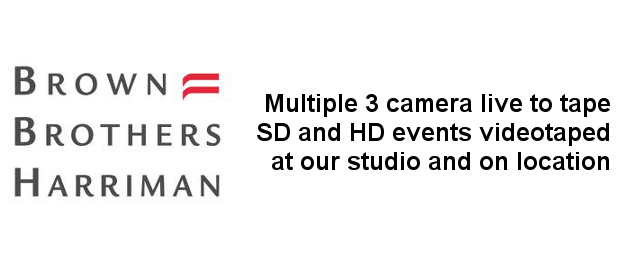 BROWN
BROTHERS
HARRIMAN
Multiple 3 camera live to tape
SD and HD events videotaped
at our studio and on location